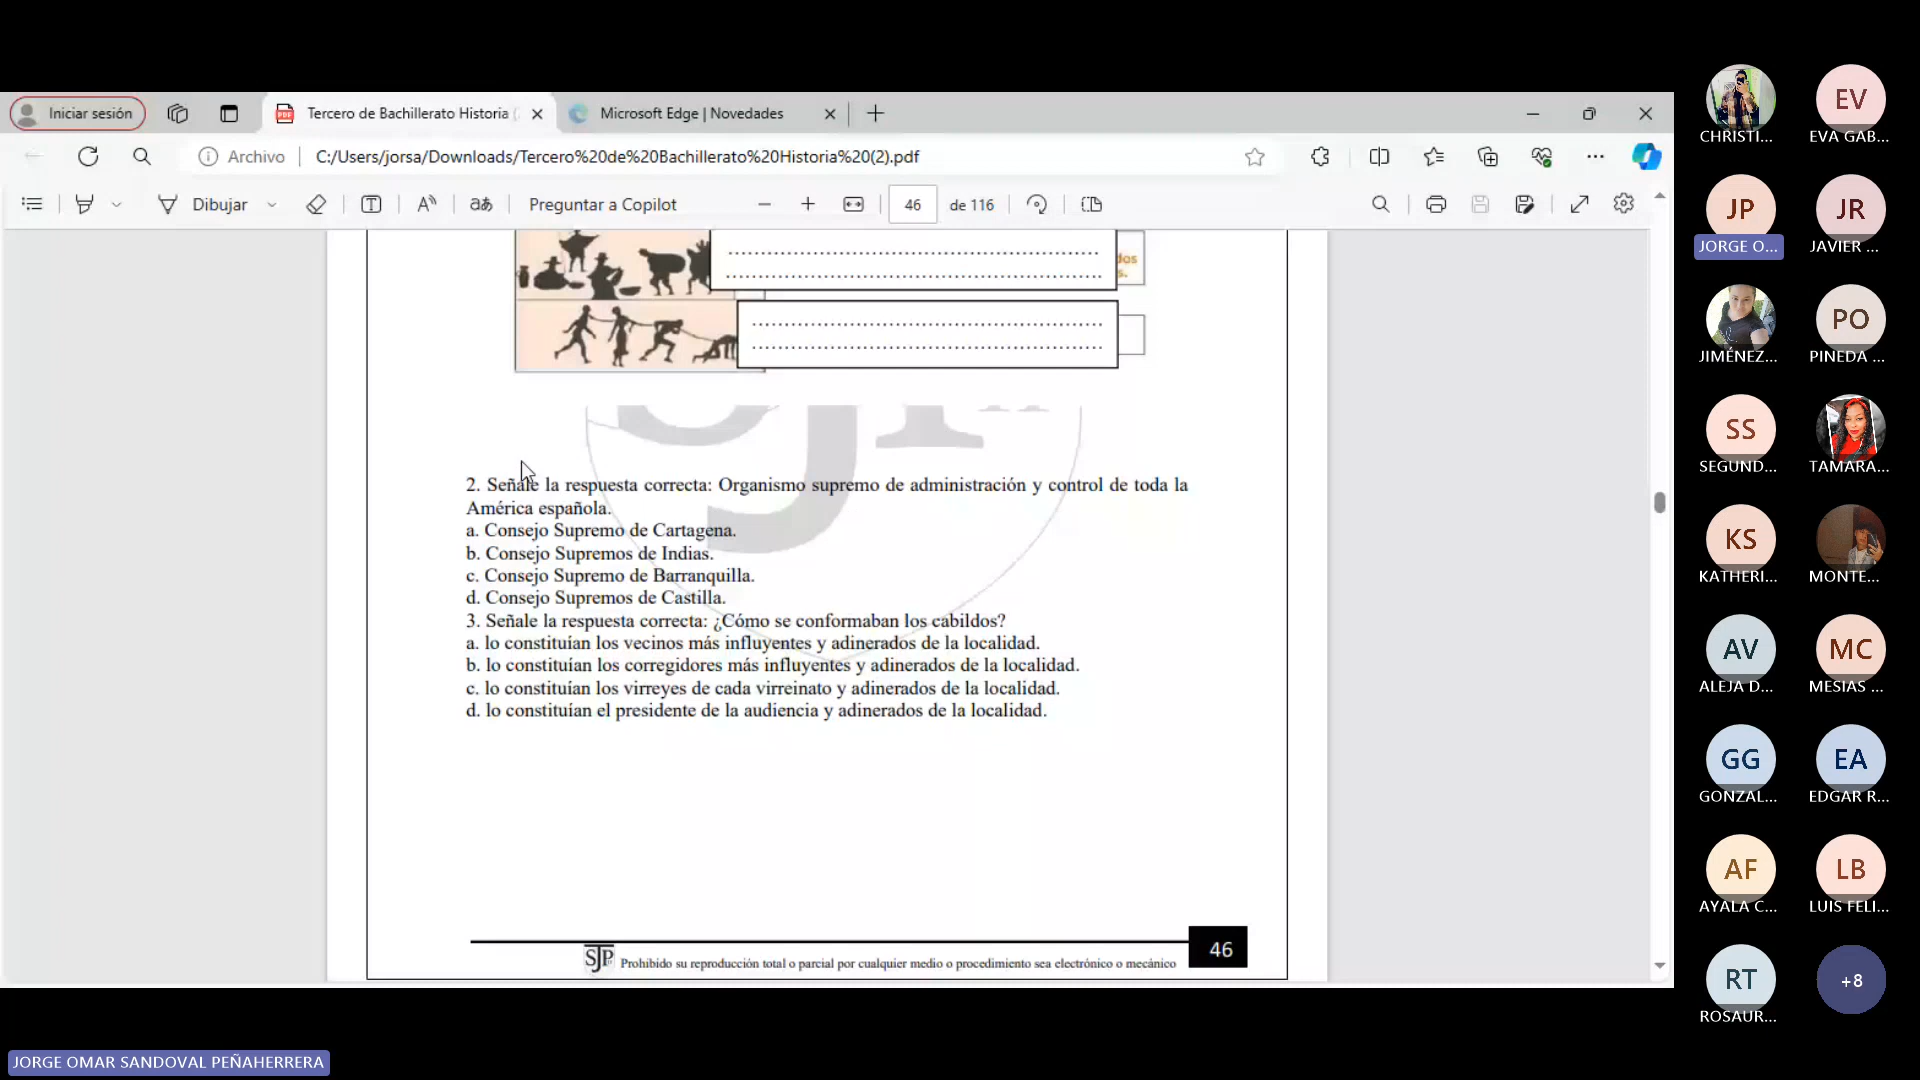 Iniciar sesión
Tercero de Bachillerato Historia (
Microsoft Edge | Novedades
Archivo
C:/Users/jorsa/Downloads/Tercero%20de%20Bachillerato%20Historia%20(2).pdf
Dibujar
Preguntar a Copilot
46
de 116
dos
s.
2. Señale la respuesta correcta: Organismo supremo de administración y control de toda la
América española.
a. Consejo Supremo de Cartagena.
b. Consejo Supremos de Indias.
c. Consejo Supremo de Barranquilla.
d. Consejo Supremos de Castilla.
3. Señale la respuesta correcta: ¿Cómo se conformaban los cabildos?
a. lo constituían los vecinos más influyentes y adinerados de la localidad.
b. lo constituían los corregidores más influyentes y adinerados de la localidad.
c. lo constituían los virreyes de cada virreinato y adinerados de la localidad.
d. lo constituían el presidente de la audiencia y adinerados de la localidad.
SJP
Prohibido su reproducción total o parcial por cualquier medio o procedimiento sea electrónico o mecánico
46
CHRISTI...
EV
EVA GAB...
JP
JORGE O...
JR
JAVIER ...
JIMÉNEZ...
PO
PINEDA ...
SS
SEGUND...
TAMARA...
KS
KATHERI...
MONTE...
AV
ALEJA D...
MC
MESIAS ...
GG
GONZAL...
EA
EDGAR R...
AF
AYALA C...
LB
LUIS FELI...
RT
ROSAUR...
+8
JORGE OMAR SANDOVAL PEÑAHERRERA